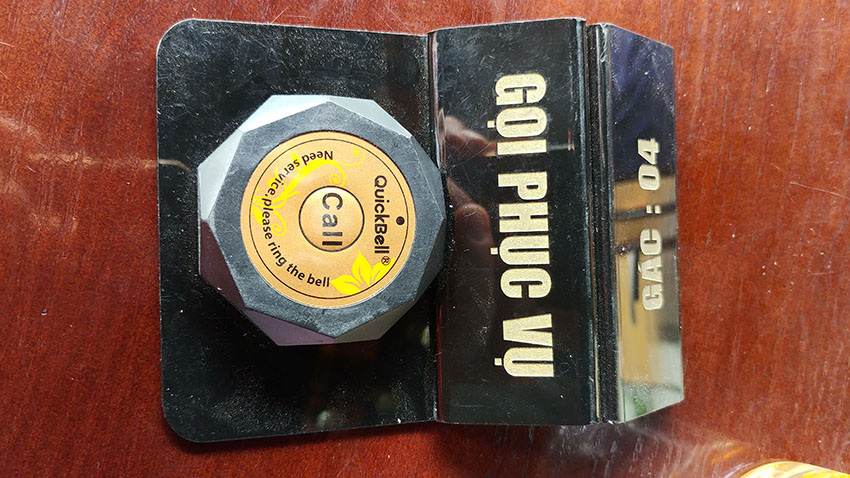 GÁC : 04
GỌI PHỤC VỤ
QuickBell®
Call
Need service,please ring the bell